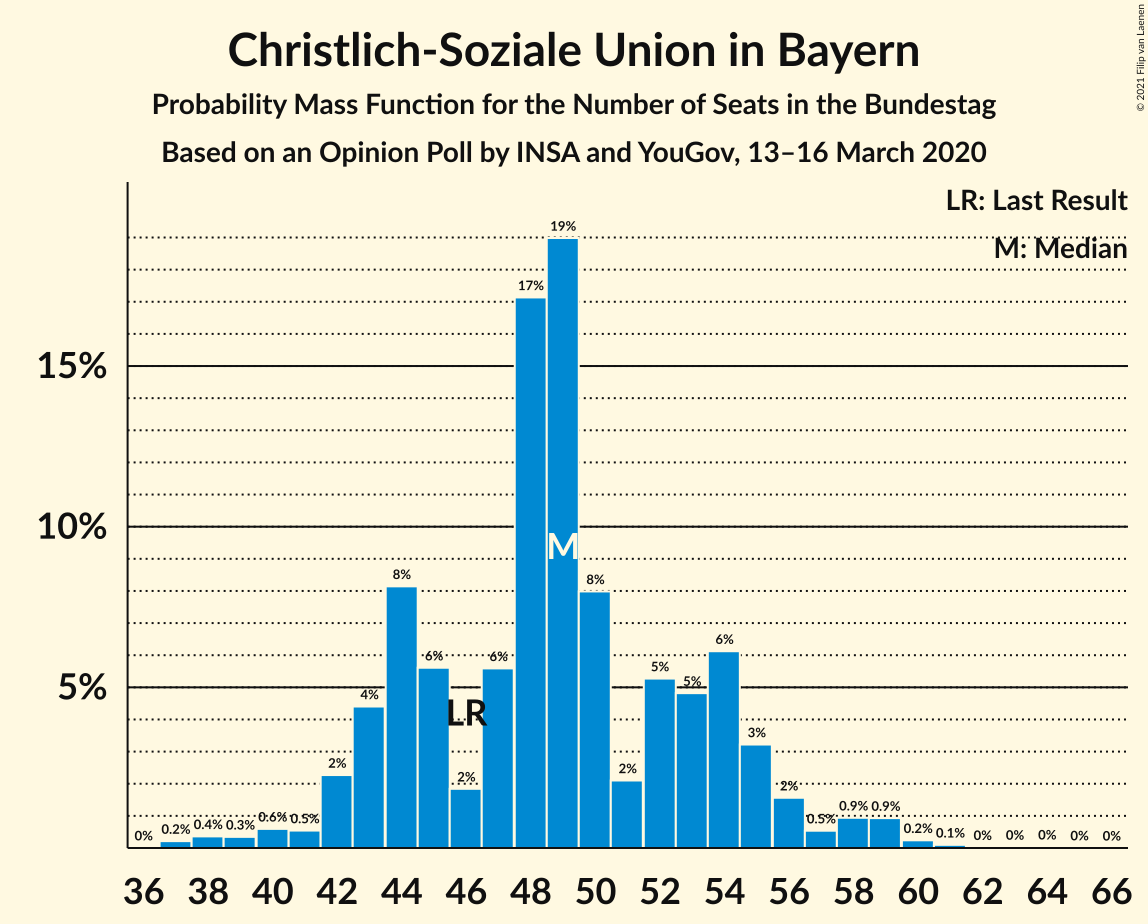 Christlich-Soziale Union in Bayern
Probability Mass Function for the Number of Seats in the Bundestag
Based on an Opinion Poll by INSA and YouGov, 13–16 March 2020
© 2021 Filip van Laenen
LR: Last Result
M: Median
15%
10%
5%
0% 0.2% 0.4% 0.3% 0.6% 0.5% 2% 4% 8% 6% 2% 6% 17% 19% 8% 2% 5% 5% 6% 3% 2% 0.5% 0.9% 0.9% 0.2% 0.1% 0% 0% 0% 0% 0%
LR
M
36 38 40 42 44 46 48 50 52 54 56 58 60 62 64 66